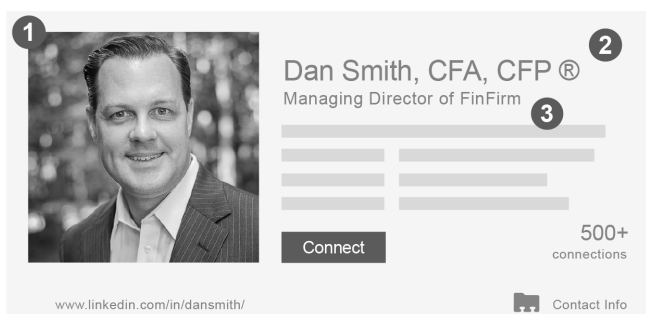 1
2
Dan Smith, CFA, CFP ®
Managing Director of FinFirm
3
Connect
500+
connections
www.linkedin.com/in/dansmith/
Contact Info